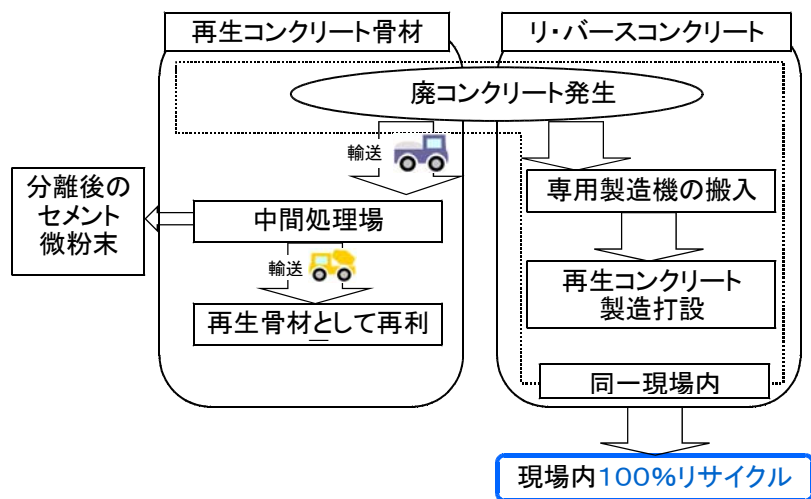 再生コンクリート骨材
リ・バースコンクリート
廃コンクリート発生
輸送
専用製造機の搬入
分離後の
セメント
微粉末
中間処理場
輸送
再生コンクリート
製造打設
再生骨材として再利
同一現場内
現場内100%リサイクル